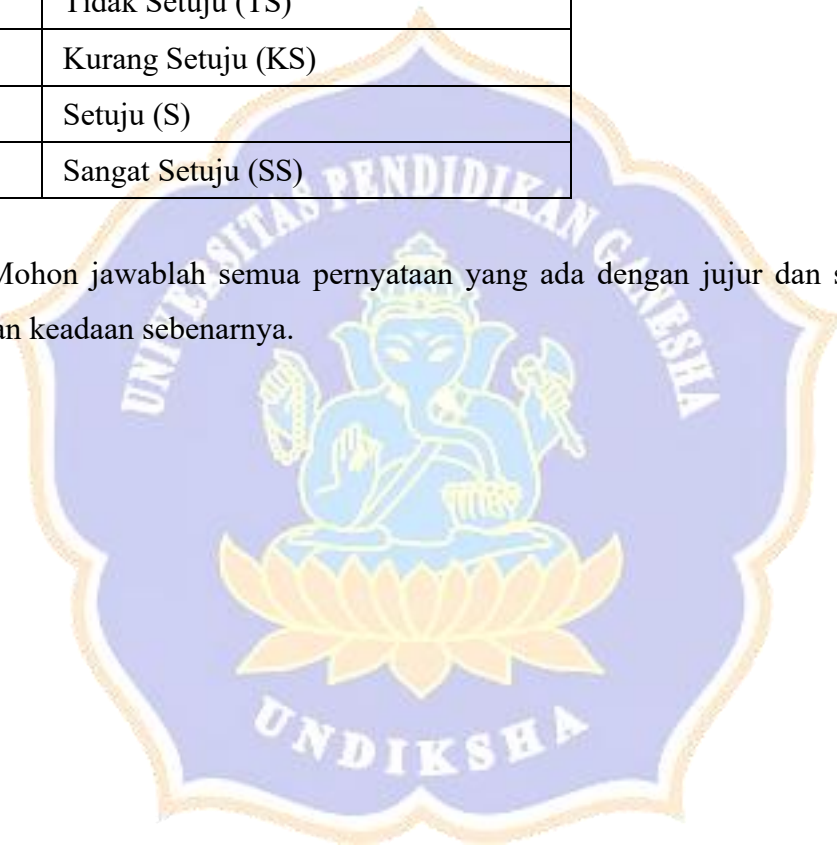 Tidak Setuju (TS)
Kurang Setuju (KS)
Setuju (S)
Sangat Setuju (SS)
UNIVERSITAS PENDIDIKAN GANESHA
Mohon jawablah semua pernyataan yang ada dengan jujur dan
keadaan sebenarnya.
UNDIKSHA